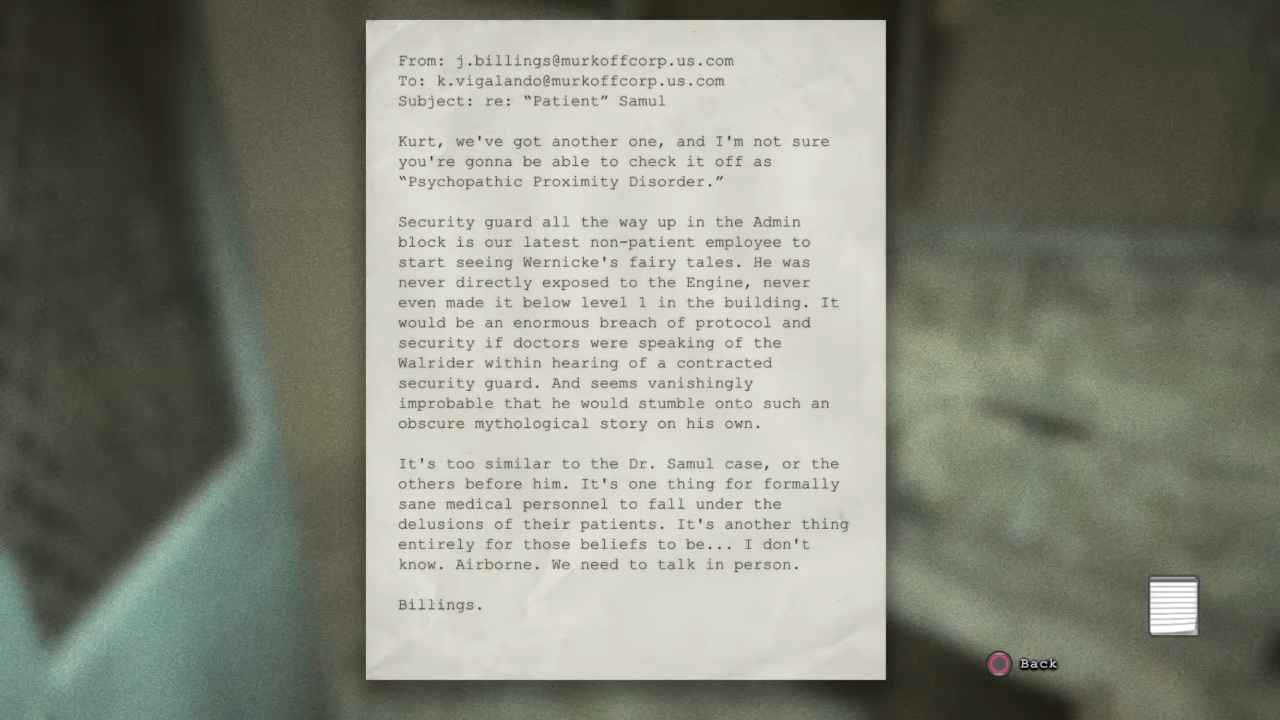 From: j.billings@murkoffcorp.us.com
To: k.vigalando@murkoffcorp.us.com
Subject: re: “Patient” Samul
Kurt, we've got another one, and I'm not sure
you're gonna be able to check it off as
“Psychopathic Proximity Disorder.”
Security guard all the way up in the Admin
block is our latest non-patient employee to
start seeing Wernicke's fairy tales. He was
never directly exposed to the Engine, never
even made it below level 1 in the building. It
would be an enormous breach of protocol and
security if doctors were speaking of the
Walrider within hearing of a contracted
security guard. And seems vanishingly
improbable that he would stumble onto such an
obscure mythological story on his own.
It's too similar to the Dr. Samul case, or the
others before him. It's one thing for formally
sane medical personnel to fall under the
delusions of their patients. It's another thing
entirely for those beliefs to be... I don't
know. Airborne. We need to talk in person.
Billings.
Back